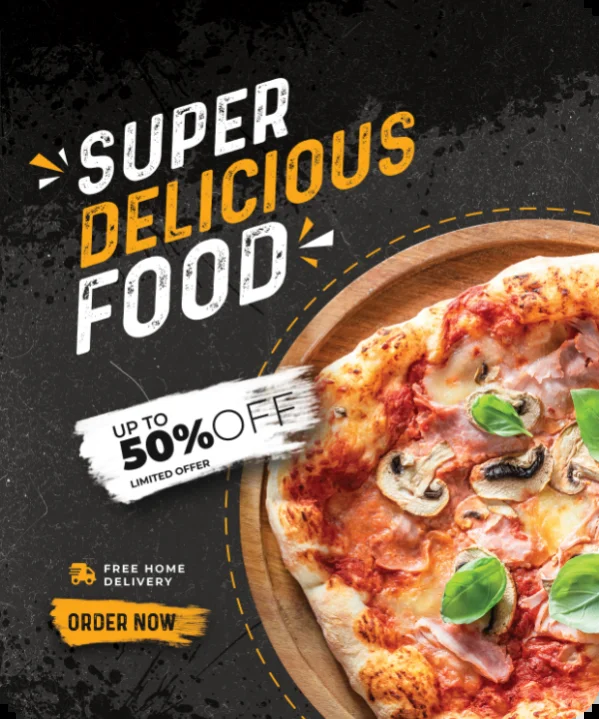 SUPER
DELICIOUS
FOOD
UP TO
50% OFF
LIMITED OFFER
FREE HOME
DELIVERY
ORDER NOW